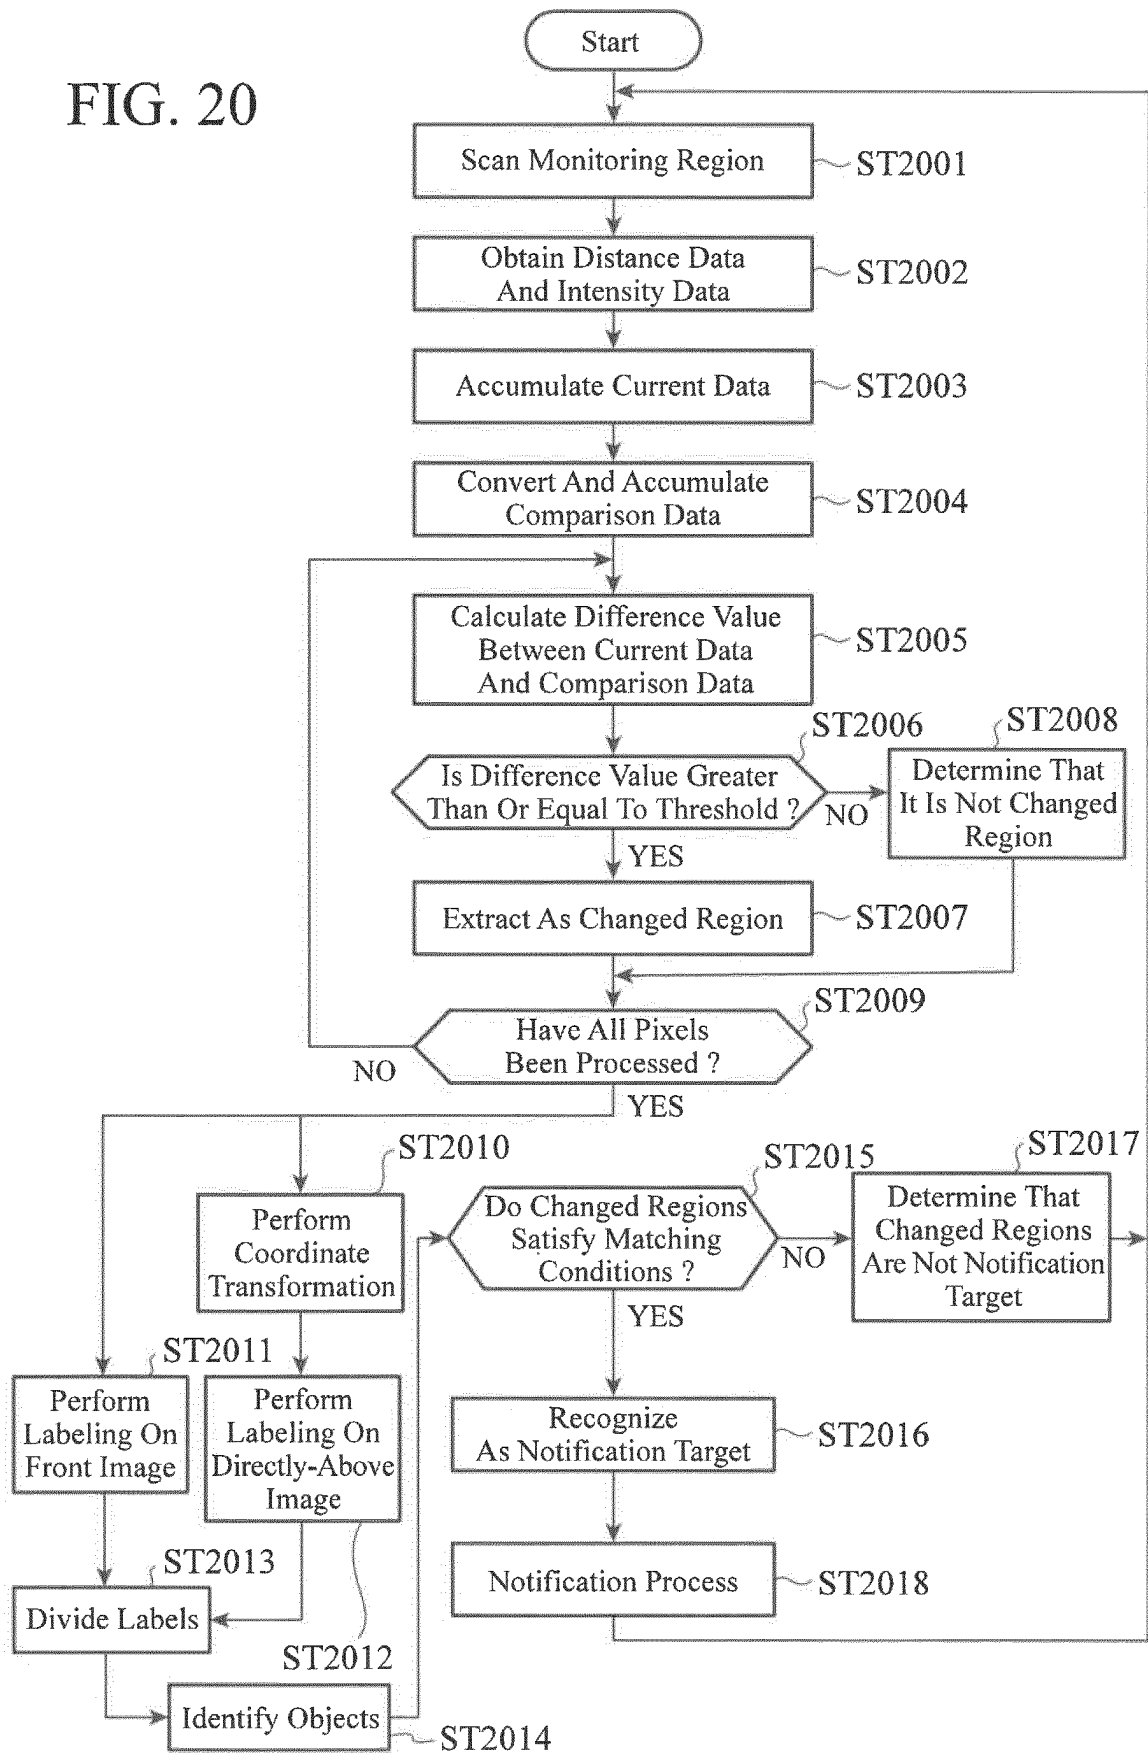 Start
FIG. 20
Scan Monitoring Region
ST2001
Obtain Distance Data
And Intensity Data
ST2002
Accumulate Current Data
ST2003
Convert And Accumulate
Comparison Data
ST2004
Calculate Difference Value
Between Current Data
And Comparison Data
ST2005
ST2006
Is Difference Value Greater
Than Or Equal To Threshold ?
NO
YES
ST2008
Determine That
It Is Not Changed
Region
Extract As Changed Region
ST2007
ST2009
Have All Pixels
Been Processed ?
NO
YES
ST2010
Perform
Coordinate
Transformation
ST2015
Do Changed Regions
Satisfy Matching
Conditions ?
NO
YES
ST2017
Determine That
Changed Regions
Are Not Notification
Target
ST2011
Perform
Labeling On
Front Image
Perform
Labeling On
Directly-Above
Image
ST2012
Recognize
As Notification Target
ST2016
ST2013
Divide Labels
Notification Process
ST2018
Identify Objects
ST2014